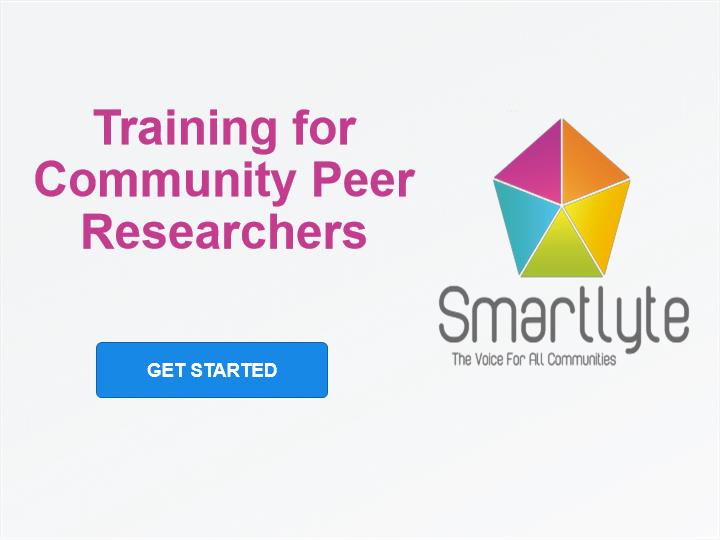 Training for
Community Peer
Researchers
GET STARTED
Smartlyte
The Voice For All Communities